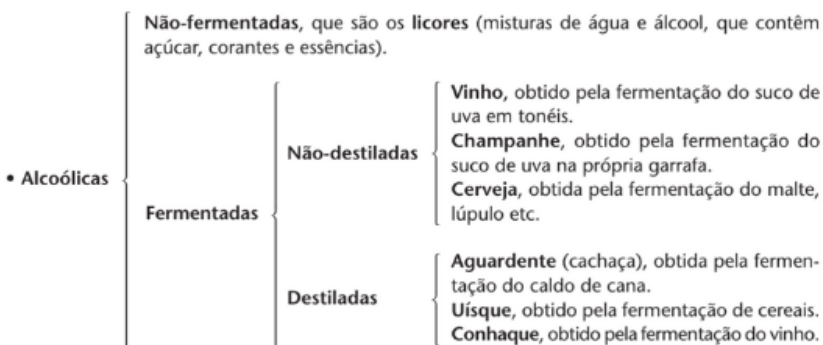 Não-fermentadas, que são os licores (misturas de água e álcool, que contêm
açúcar, corantes e essências).
• Alcoólicas
Fermentadas
Não-destiladas
Vinho, obtido pela fermentação do suco de
uva em tonéis.
Champanhe, obtido pela fermentação do
suco de uva na própria garrafa.
Cerveja, obtida pela fermentação do malte,
lúpulo etc.
Destiladas
Aguardente (cachaça), obtida pela fermen-
tação do caldo de cana.
Uísque, obtido pela fermentação de cereais.
Conhaque, obtido pela fermentação do vinho.